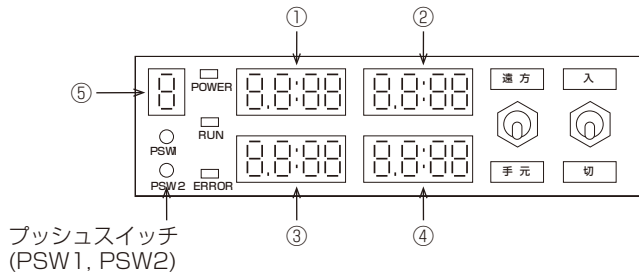 ① ②
⑤
POWER
遠 方 入
RUN
PSW1
PSW2 ERROR
手 元 切
プッシュスイッチ
(PSW1, PSW2)
③ ④